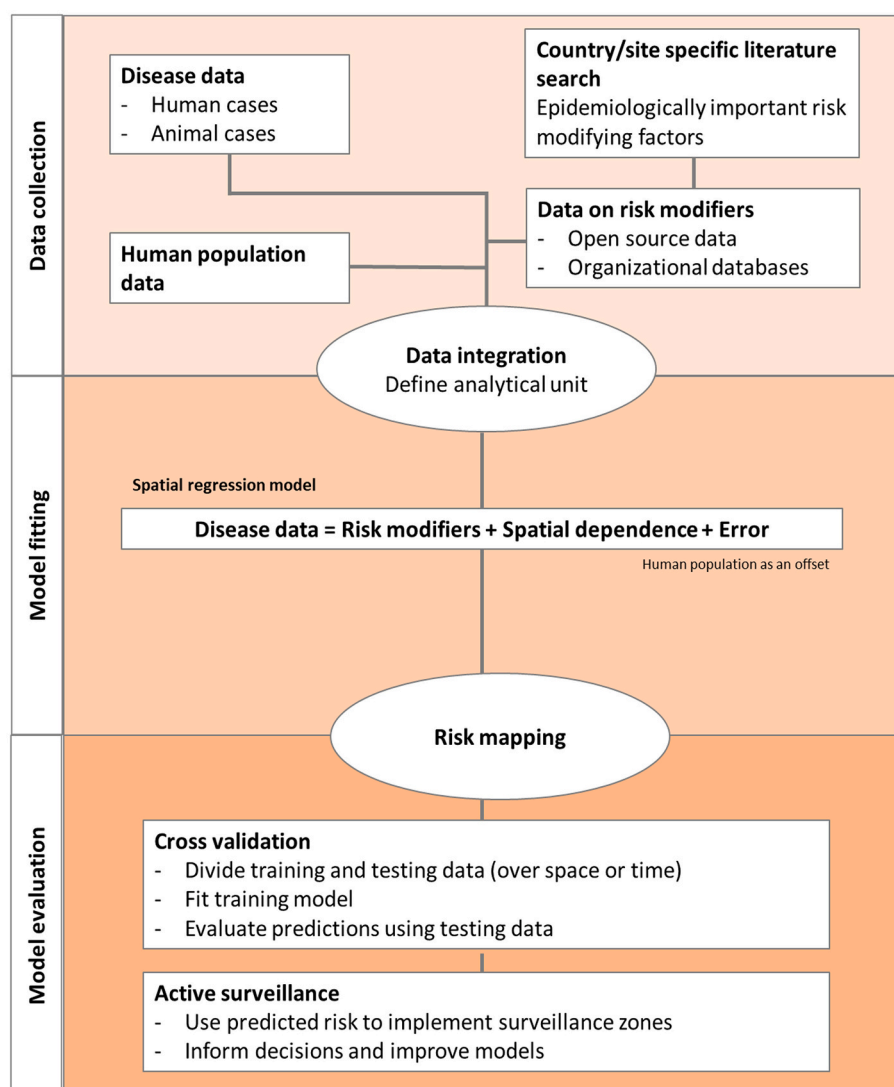 Data collection
Disease data
- Human cases
- Animal cases
Country/site specific literature
search
Epidemiologically important risk
modifying factors
Human population
data
Data on risk modifiers
- Open source data
- Organizational databases
Data integration
Define analytical unit
Model fitting
Spatial regression model
Disease data = Risk modifiers + Spatial dependence + Error
Human population as an offset
Risk mapping
Model evaluation
Cross validation
- Divide training and testing data (over space or time)
- Fit training model
- Evaluate predictions using testing data
Active surveillance
- Use predicted risk to implement surveillance zones
- Inform decisions and improve models